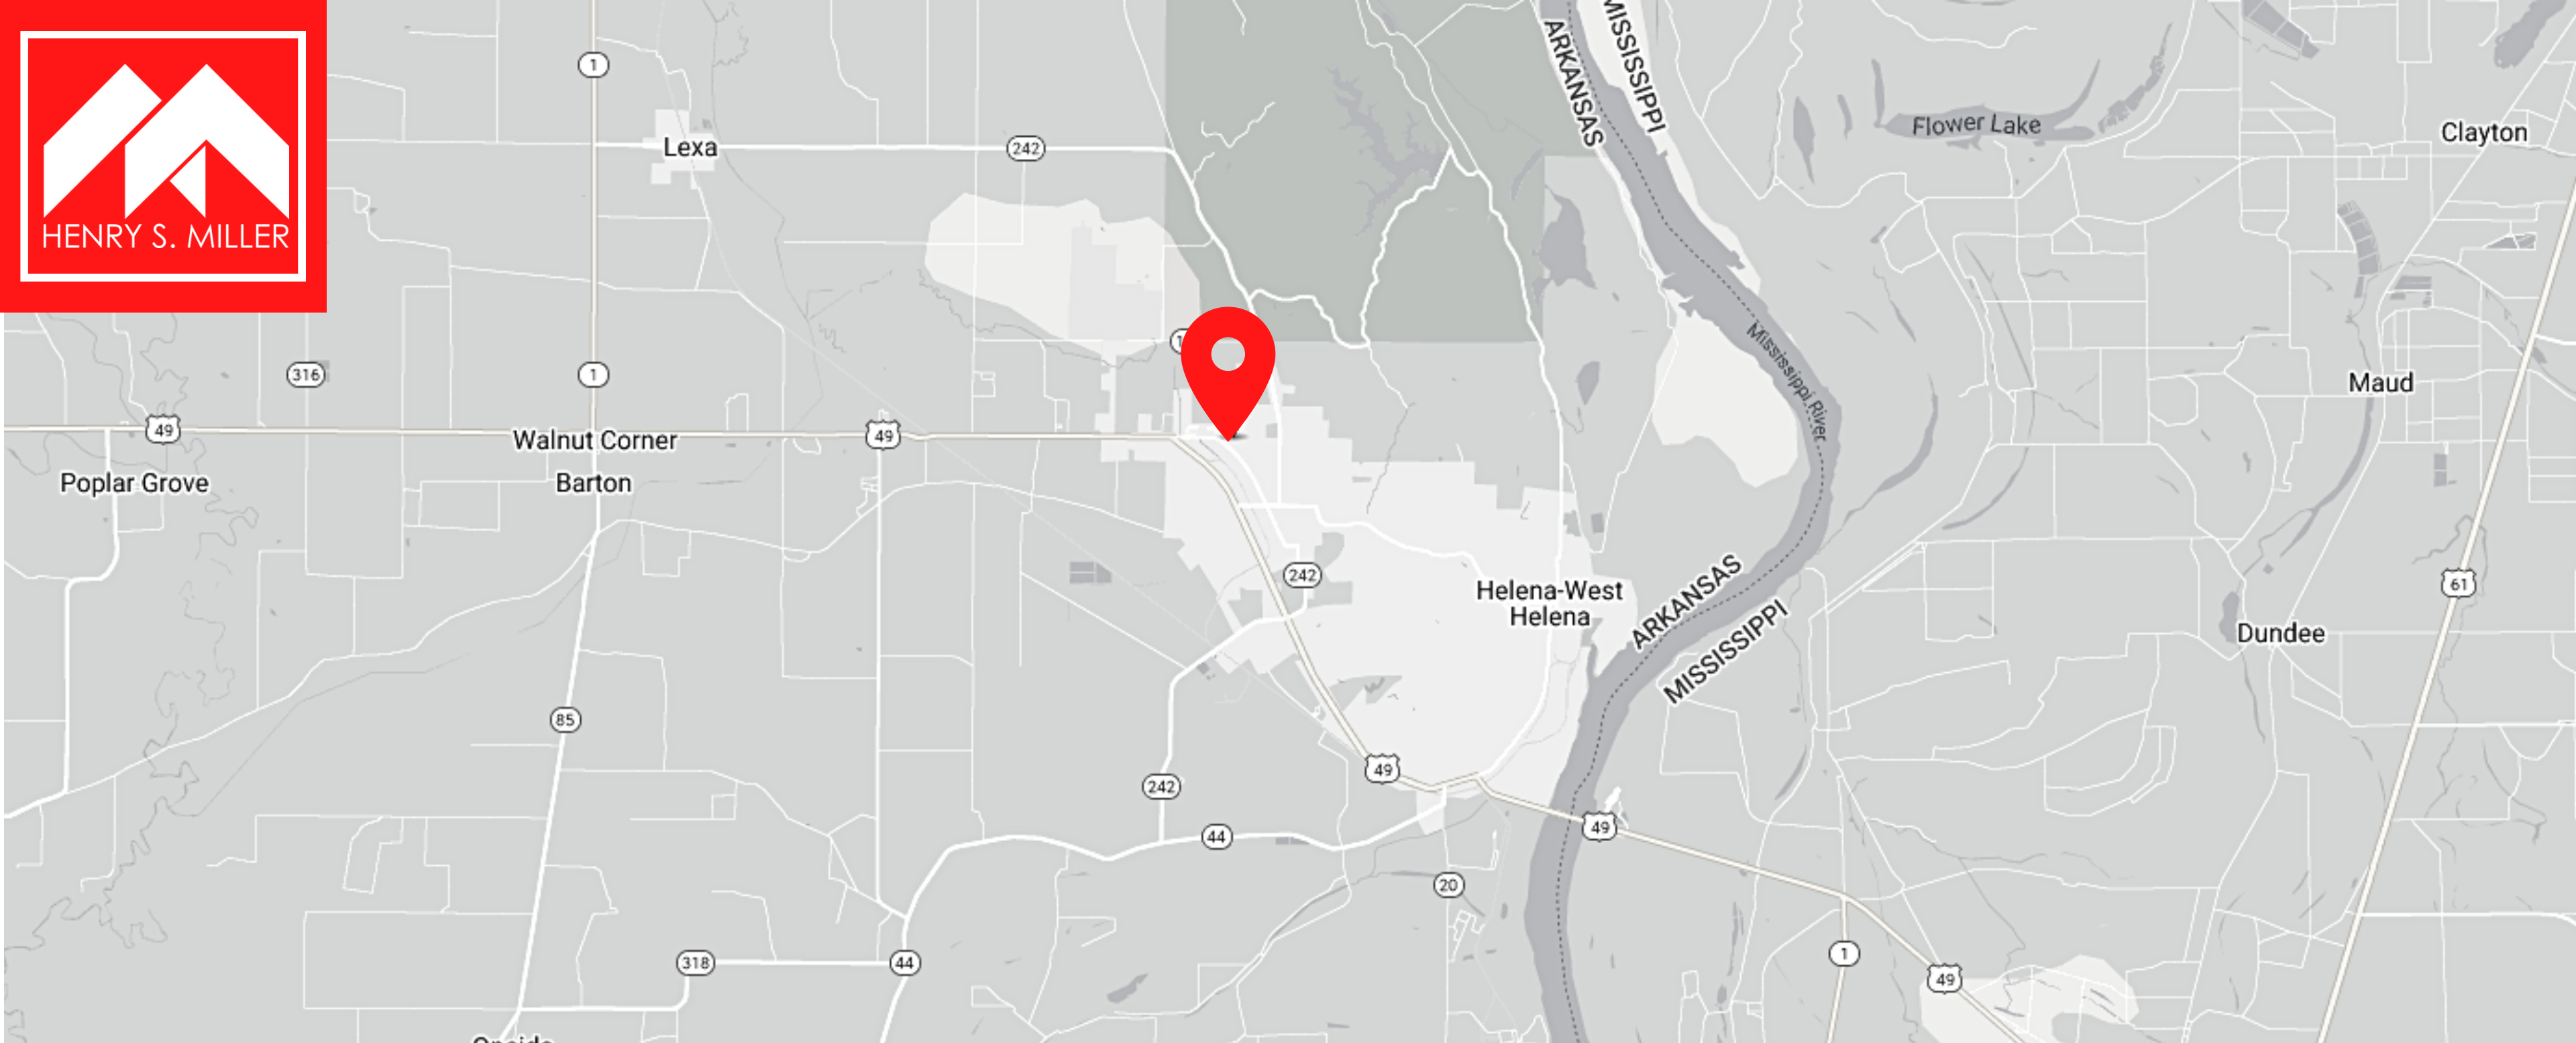 HENRY S. MILLER
ARKANSAS
MISSISSIPPI
1
Lexa
242
Flower Lake
Clayton
Mississippi River
316
1
Maud
49
Walnut Corner
49
Poplar Grove
Barton
242
Helena-West
Helena
ARKANSAS
MISSISSIPPI
61
Dundee
85
49
242
44
49
20
318
44
1
49